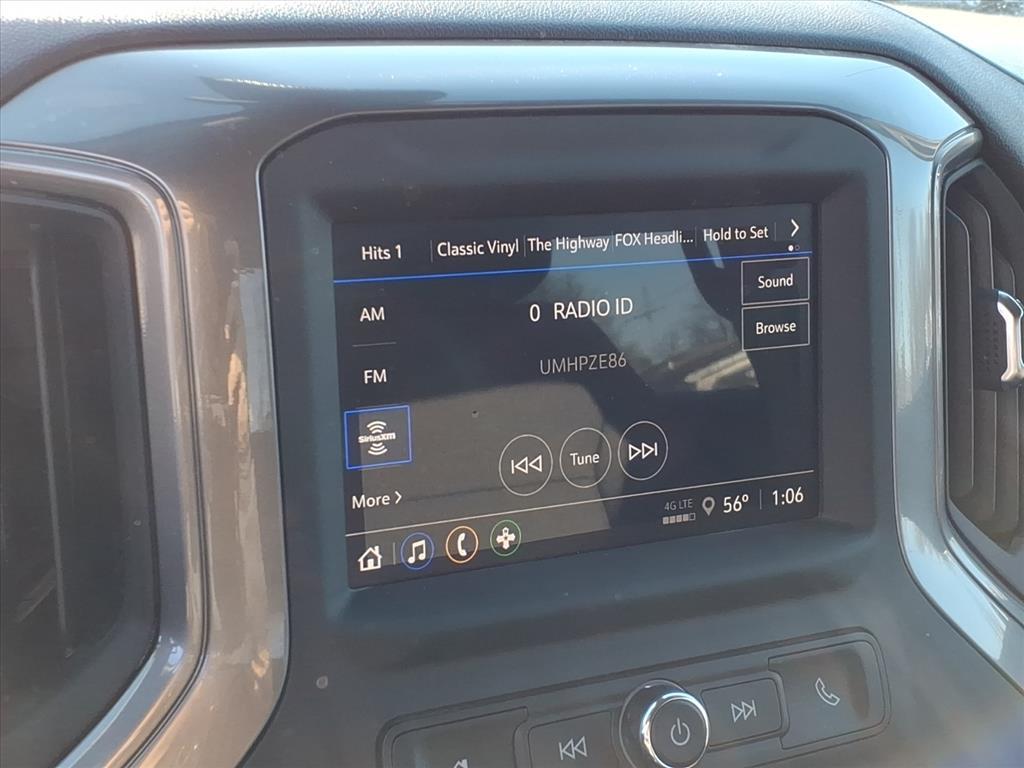 Hits 1 Classic Vinyl The Highway FOX Headli... Hold to Set
AM
0 RADIO ID
Sound
Browse
FM
UMHPZE86
SiriusXM
Tune
More
4G LTE 56° 1:06